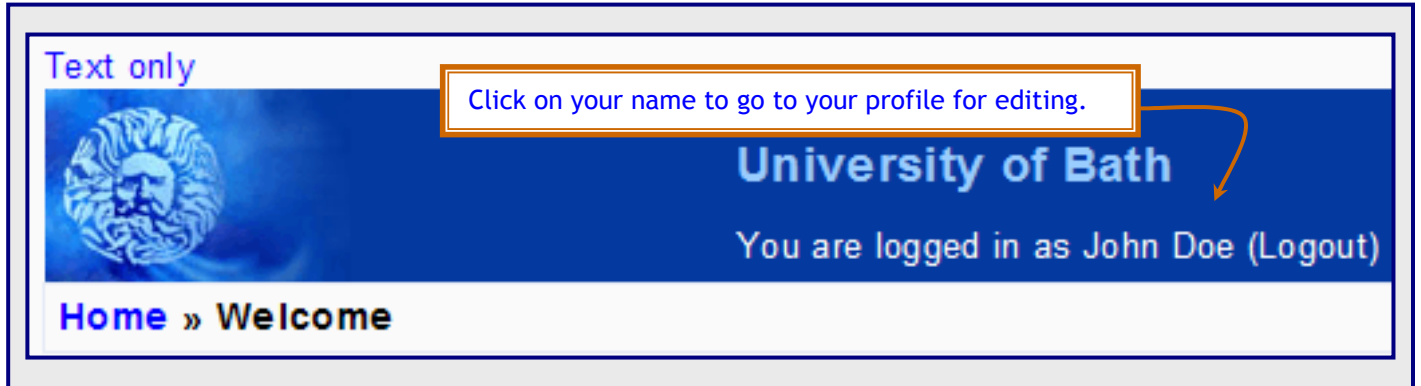 Text only
Click on your name to go to your profile for editing.
University of Bath
You are logged in as John Doe (Logout)
Home » Welcome